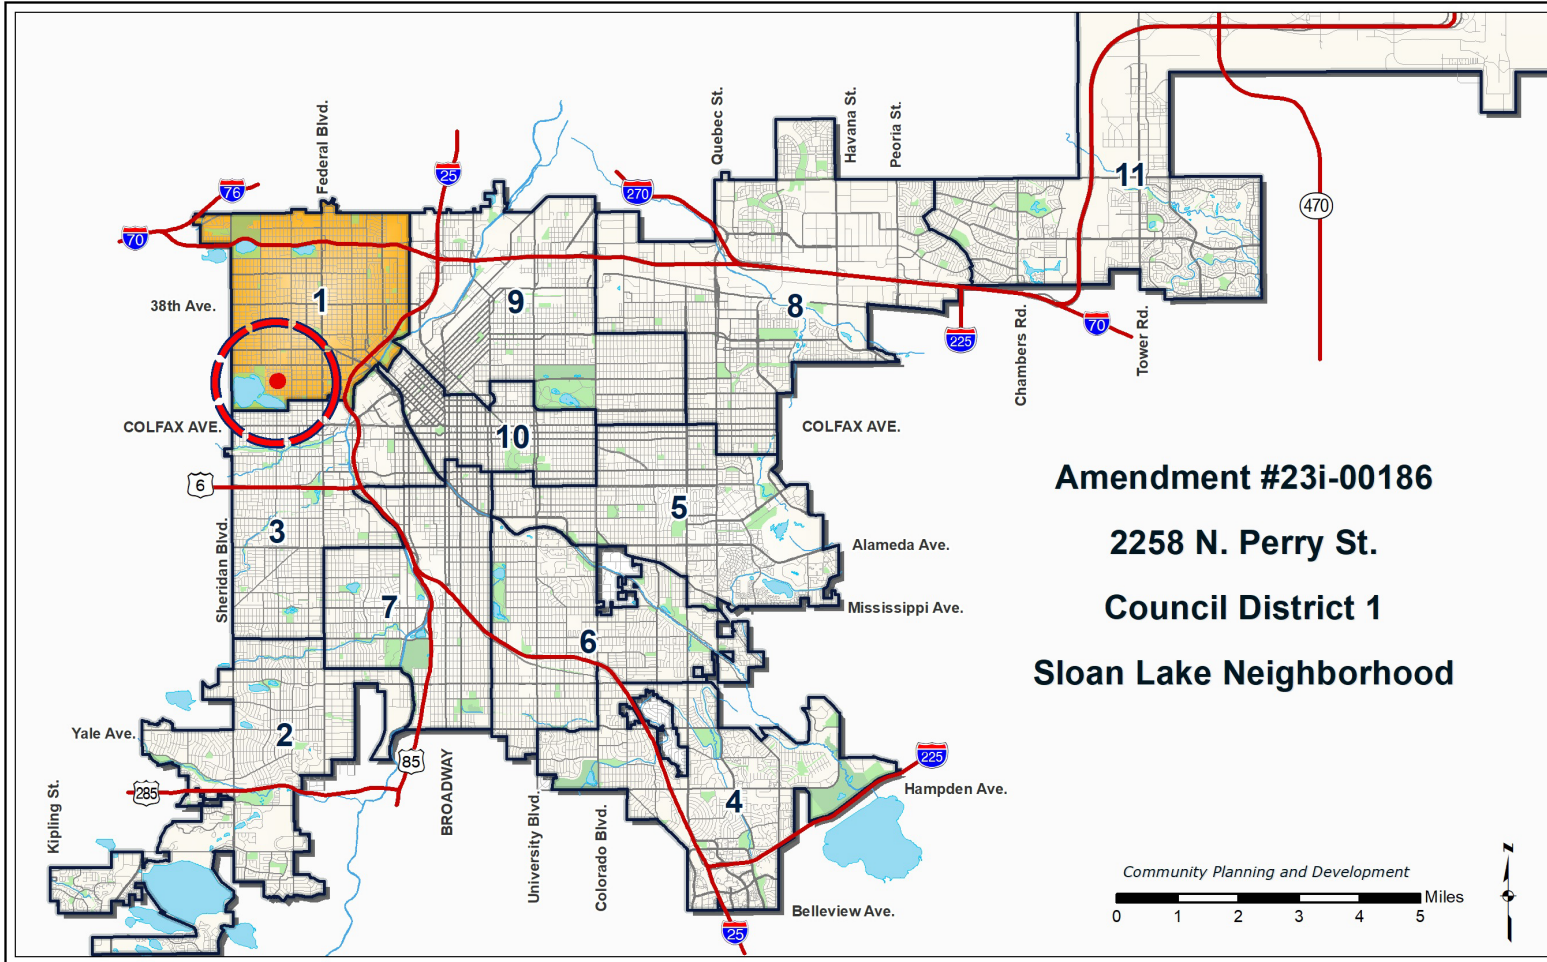 Federal Blvd.
Quebec St.
Havana St.
Peoria St.
76
25
270
70
11
470
38th Ave.
1
9
8
225
70
Chambers Rd.
Tower Rd.
COLFAX AVE.
COLFAX AVE.
10
6
Sheridan Blvd.
3
5
Alameda Ave.
7
Mississippi Ave.
6
Amendment #23i-00186
2258 N. Perry St.
Council District 1
Sloan Lake Neighborhood
Yale Ave.
2
85
BROADWAY
225
285
Hampden Ave.
4
Kipling St.
University Blvd.
Colorado Blvd.
Belleview Ave.
25
Community Planning and Development
Miles
0 1 2 3 4 5
N